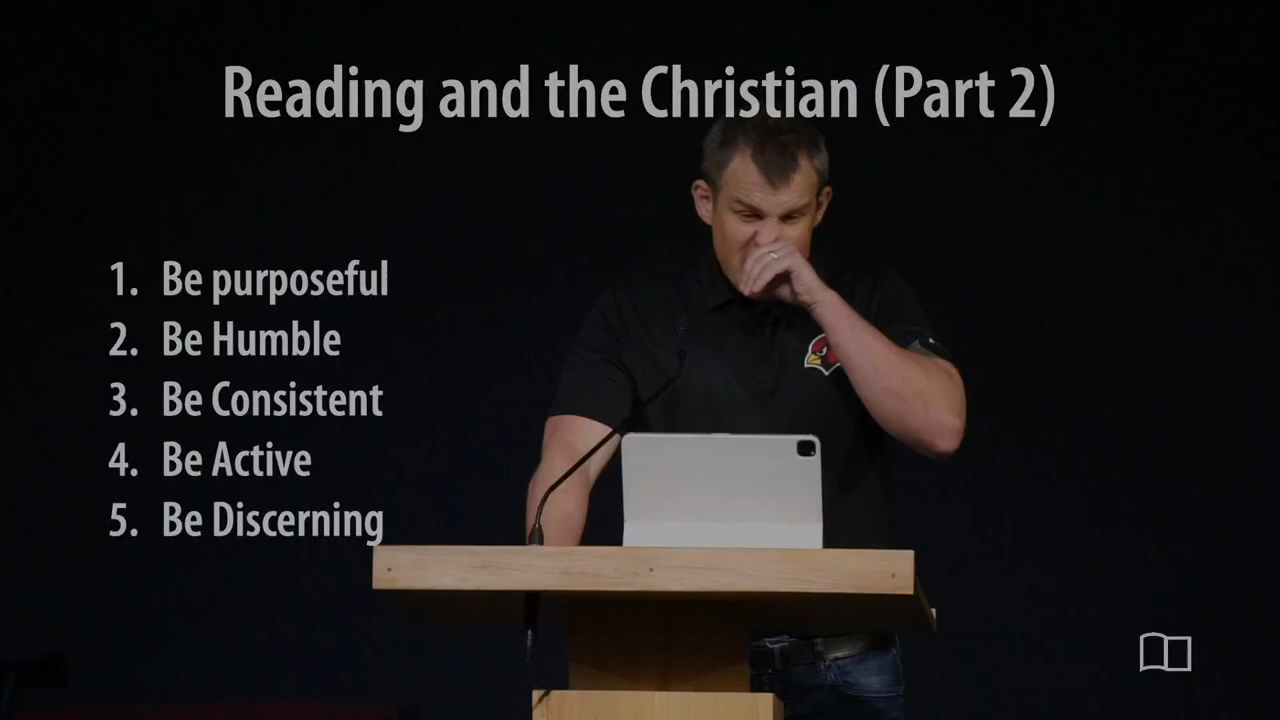 Reading and the Christian (Part 2)
1. Be purposeful
2. Be Humble
3. Be Consistent
4. Be Active
5. Be Discerning